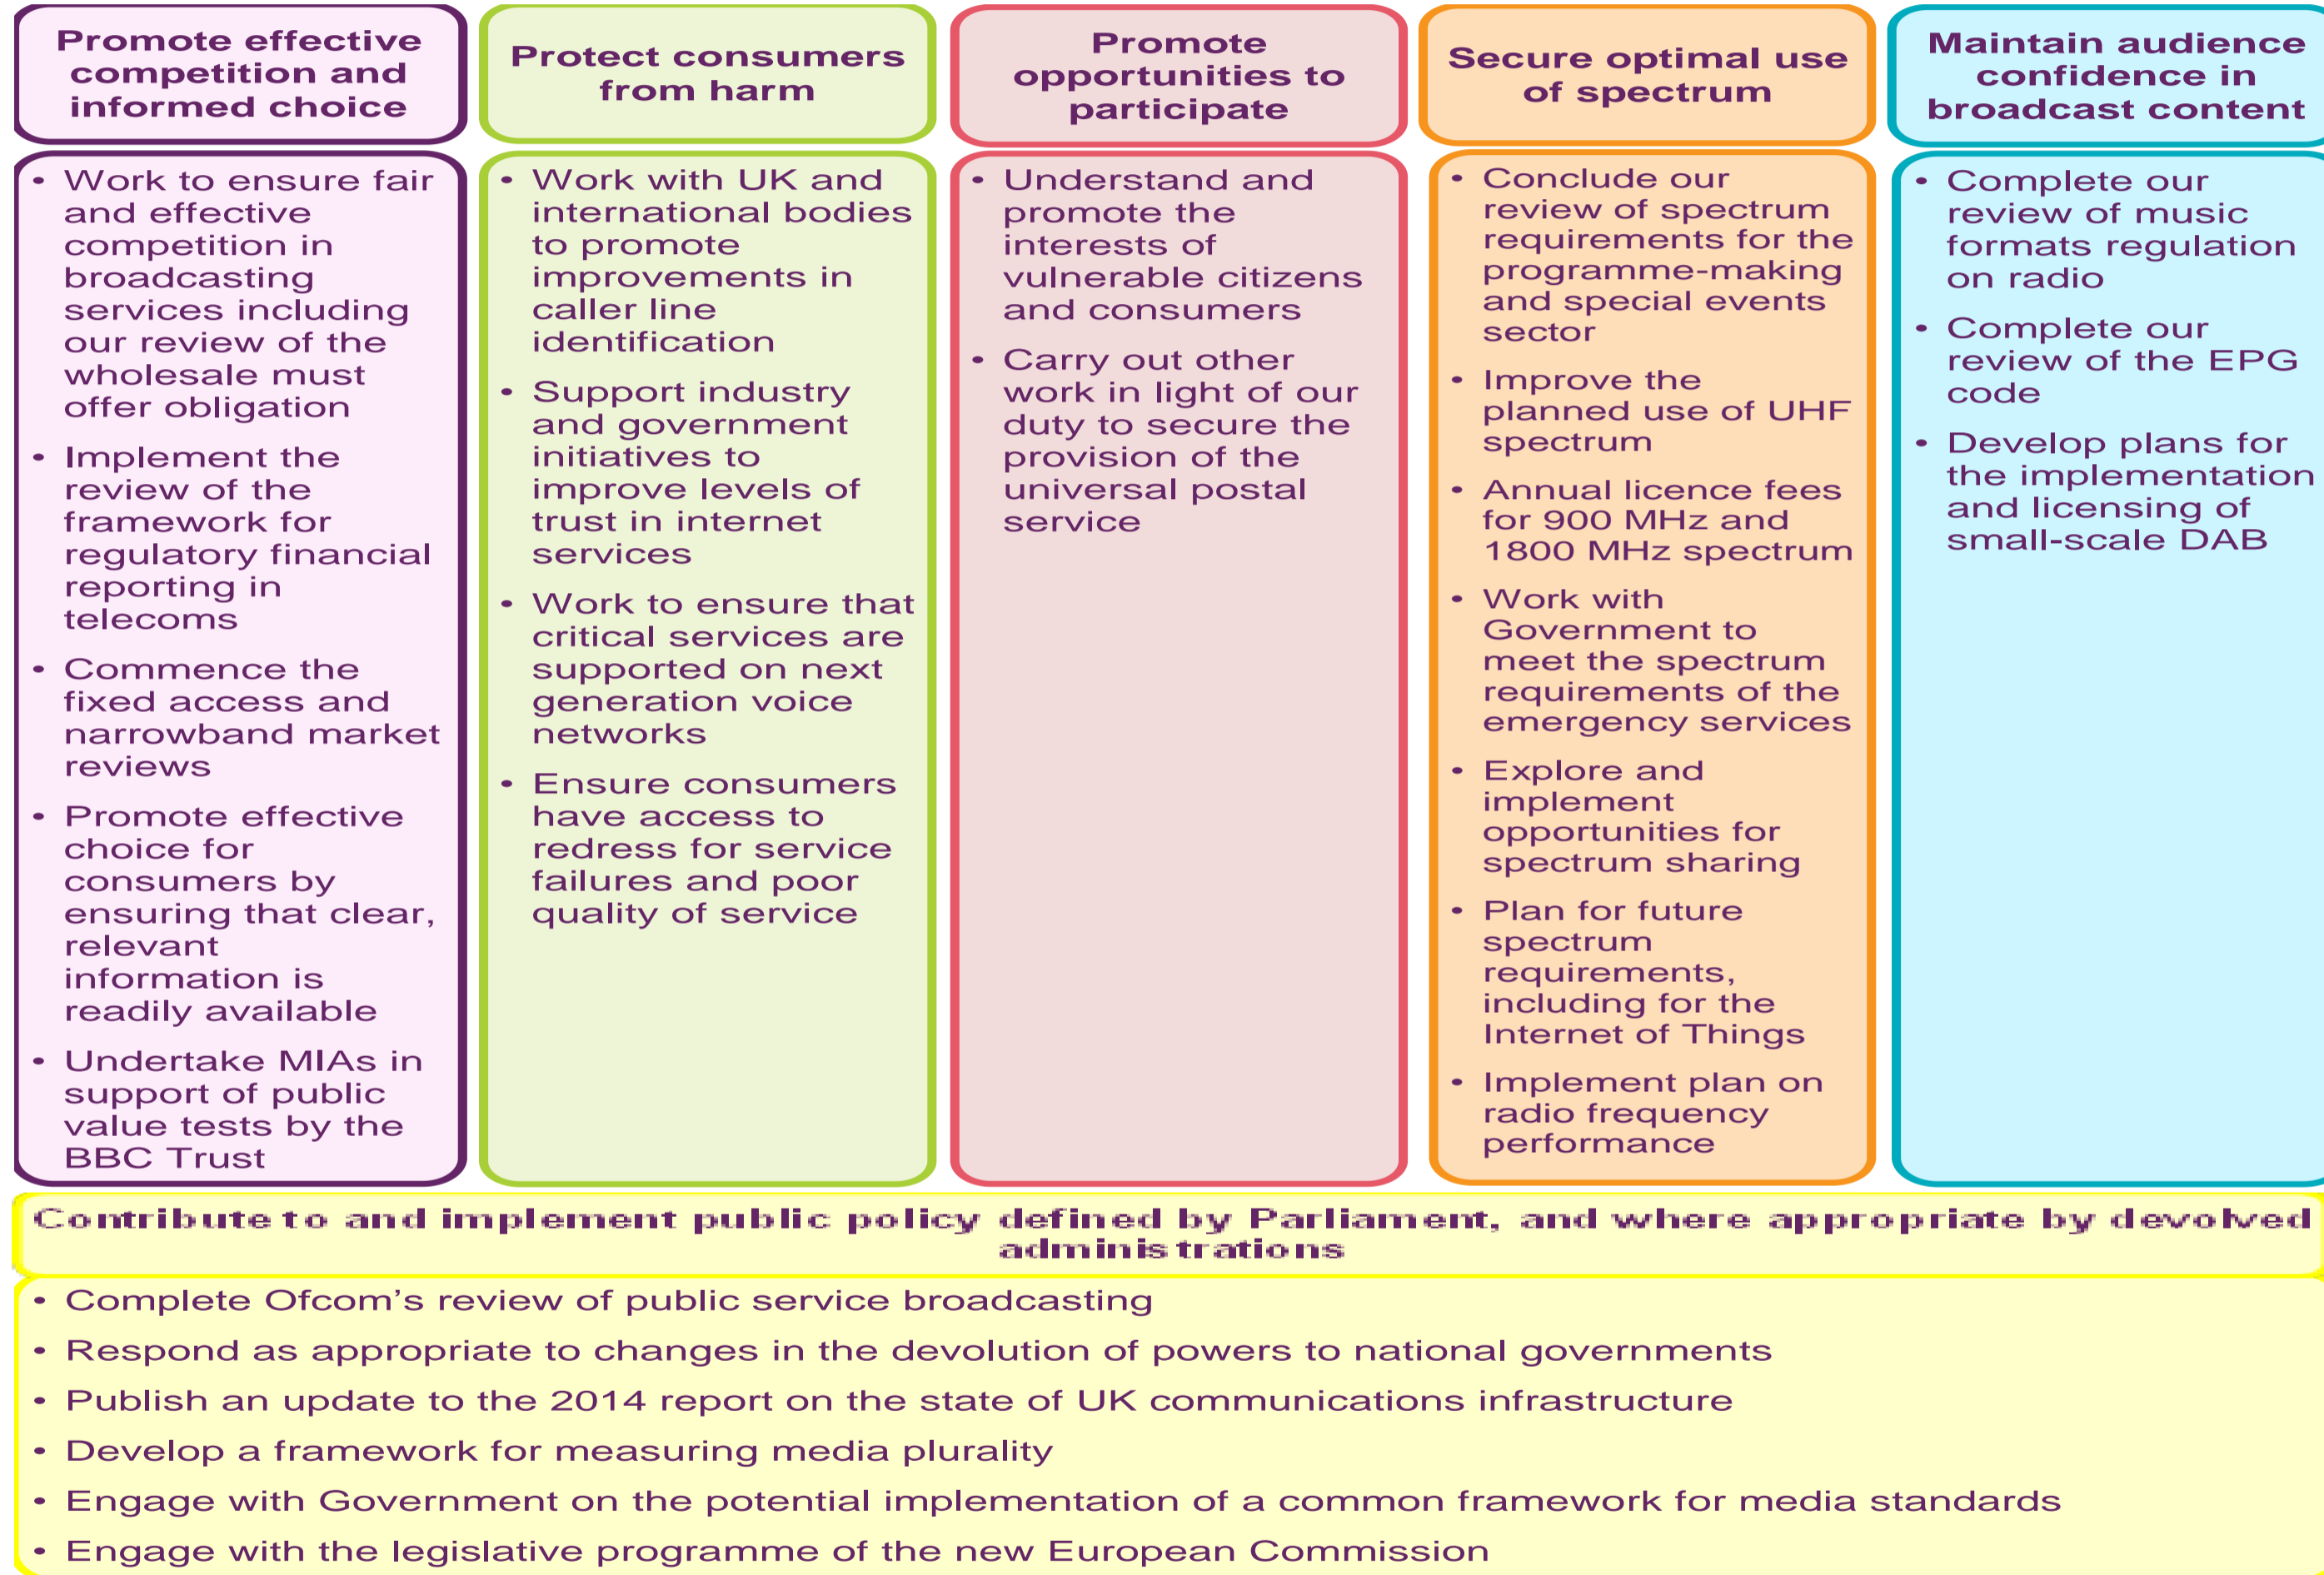 Promote effective
competition and
informed choice
• Work to ensure fair
and effective
competition in
broadcasting
services including
our review of the
wholesale must
offer obligation
• Implement the
review of the
framework for
regulatory financial
reporting in
telecoms
• Commence the
fixed access and
narrowband market
reviews
• Promote effective
choice for
consumers by
ensuring that clear,
relevant
information is
readily available
• Undertake MIAs in
support of public
value tests by the
BBC Trust
Protect consumers
from harm
• Work with UK and
international bodies
to promote
improvements in
caller line
identification
• Support industry
and government
initiatives to
improve levels of
trust in internet
services
• Work to ensure that
critical services are
supported on next
generation voice
networks
• Ensure consumers
have access to
redress for service
failures and poor
quality of service
Promote
opportunities to
participate
• Understand and
promote the
interests of
vulnerable citizens
and consumers
• Carry out other
work in light of our
duty to secure the
provision of the
universal postal
service
Secure optimal use
of spectrum
• Conclude our
review of spectrum
requirements for the
programme-making
and special events
sector
• Improve the
planned use of UHF
spectrum
• Annual licence fees
for 900 MHz and
1800 MHz spectrum
• Work with
Government to
meet the spectrum
requirements of the
emergency services
• Explore and
implement
opportunities for
spectrum sharing
• Plan for future
spectrum
requirements,
including for the
Internet of Things
• Implement plan on
radio frequency
performance
Maintain audience
confidence in
broadcast content
• Complete our
review of music
formats regulation
on radio
• Complete our
review of the EPG
code
• Develop plans for
the implementation
and licensing of
small-scale DAB
Contribute to and implement public policy defined by Parliament, and where appropriate by devolved
administrations
• Complete Ofcom’s review of public service broadcasting
• Respond as appropriate to changes in the devolution of powers to national governments
• Publish an update to the 2014 report on the state of UK communications infrastructure
• Develop a framework for measuring media plurality
• Engage with Government on the potential implementation of a common framework for media standards
• Engage with the legislative programme of the new European Commission